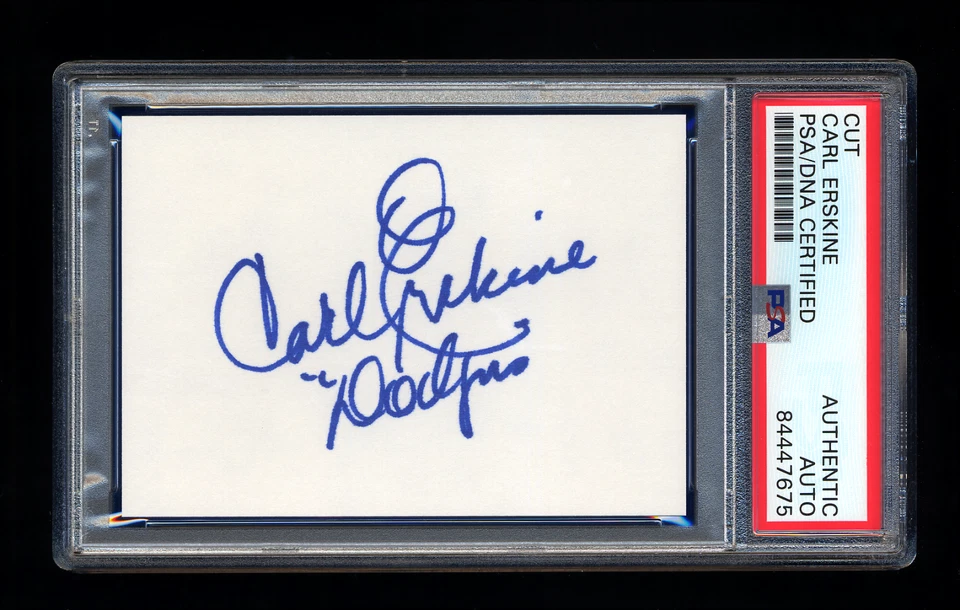 Carl Erskine
"Dodgers"
CUT
CARL ERSKINE
PSA/DNA CERTIFIED
PSA
AUTHENTIC
AUTO
84447675